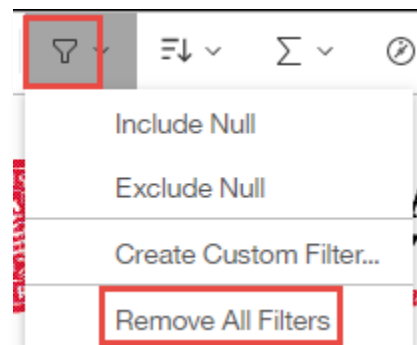 Include Null
Exclude Null
Create Custom Filter...
Remove All Filters